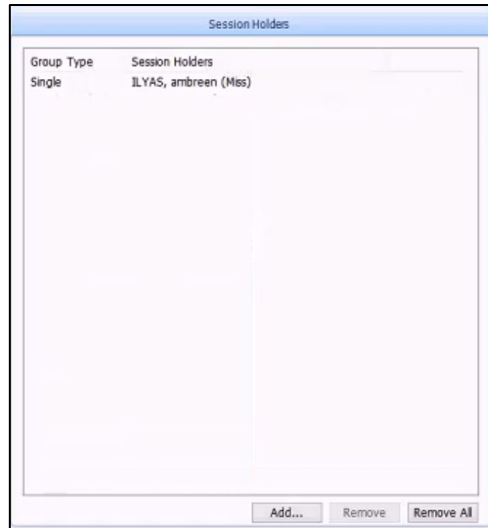 Session Holders
Group Type Session Holders
Single ILYAS, ambreen (Miss)
Add... Remove Remove All